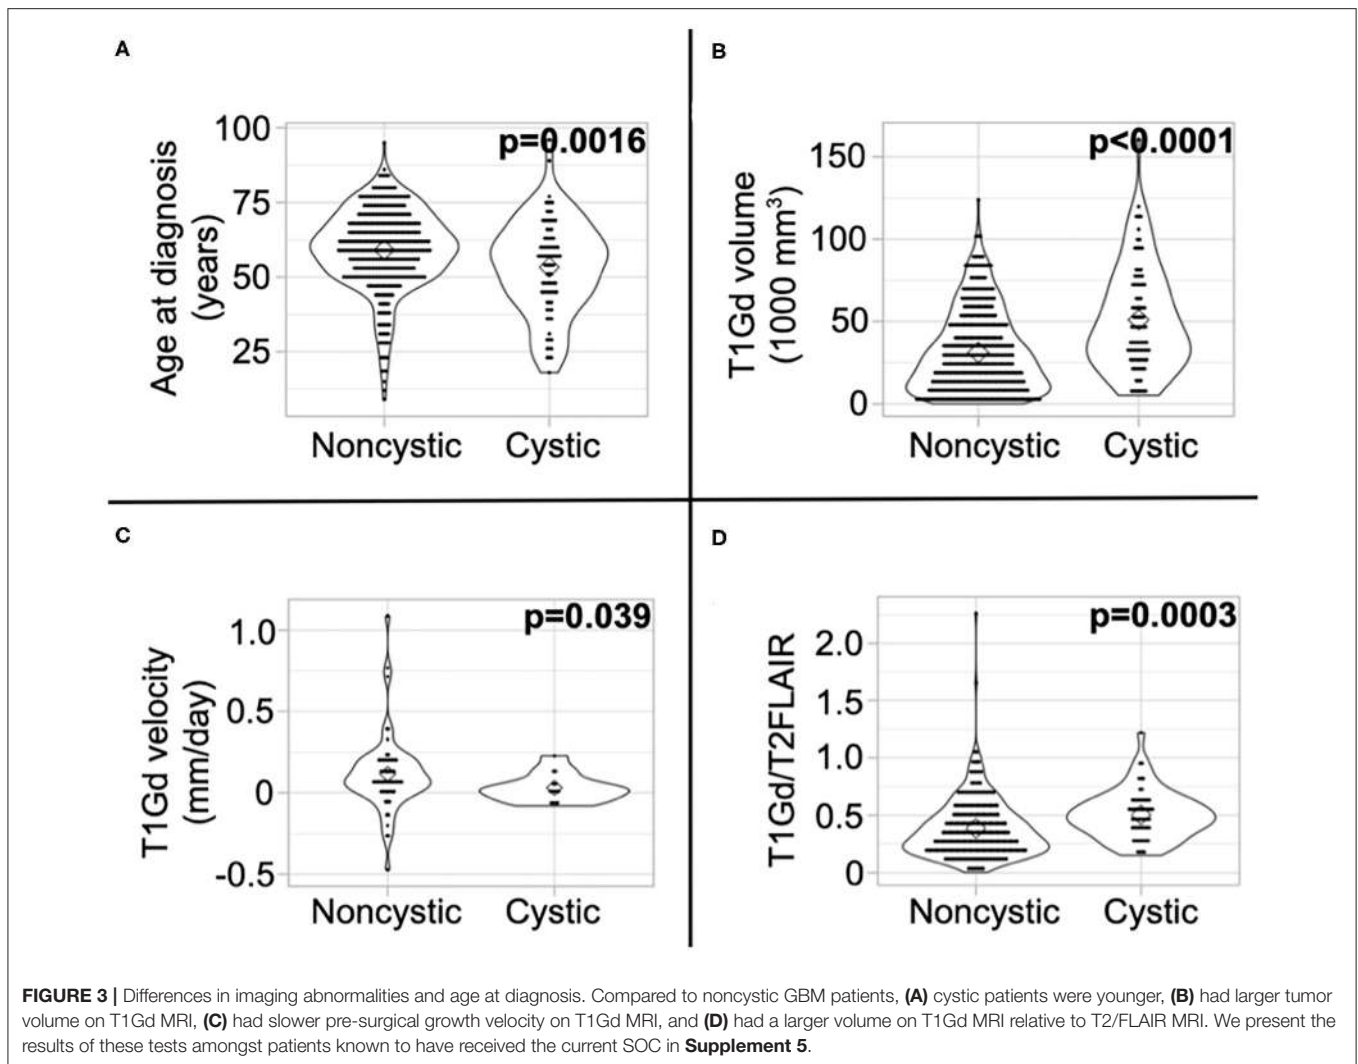 A
B
p=0.0016
p<0.0001
Age at diagnosis
(years)
100
75
50
25
Noncystic Cystic
T1Gd volume
(1000 mm³)
150
100
50
0
Noncystic Cystic
C
D
p=0.039
p=0.0003
T1Gd velocity
(mm/day)
1.0
0.5
0
-0.5
Noncystic Cystic
T1Gd/T2FLAIR
2.0
1.5
1.0
0.5
0
Noncystic Cystic
FIGURE 3 | Differences in imaging abnormalities and age at diagnosis. Compared to noncystic GBM patients, (A) cystic patients were younger, (B) had larger tumor
volume on T1Gd MRI, (C) had slower pre-surgical growth velocity on T1Gd MRI, and (D) had a larger volume on T1Gd MRI relative to T2/FLAIR MRI. We present the
results of these tests amongst patients known to have received the current SOC in Supplement 5.